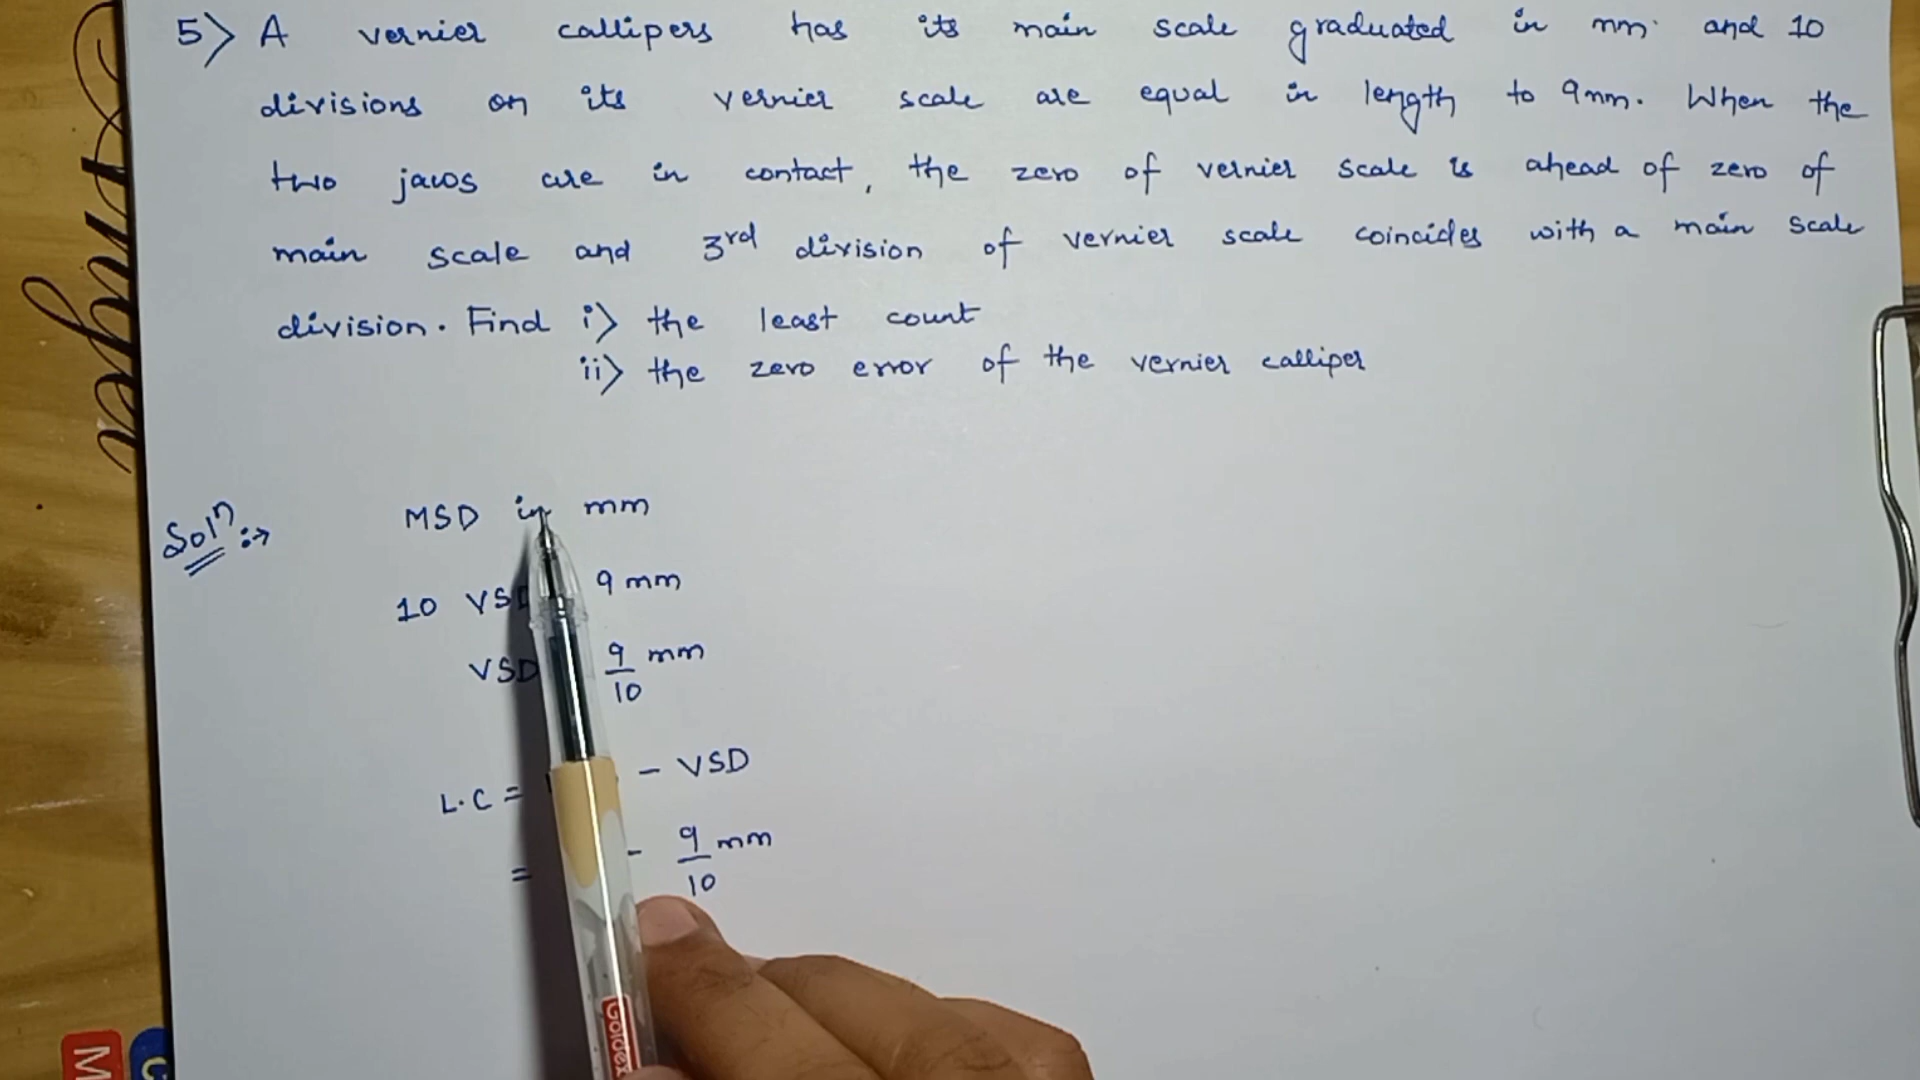 5) A vernier callipers has its main scale graduated in mm. and 10
divisions on its vernier scale are equal in length to 9mm. When the
two jaws are in contact, the zero of vernier scale is ahead of zero of
main scale and 3rd division of vernier scale coincides with a main scale
division. Find i) the least count
ii) the zero error of the vernier calliper
Soln :→
MSD in mm
10 VSD 9 mm
VSD 9/10 mm
L.C = - VSD
= - 9/10 mm
Goldex
M